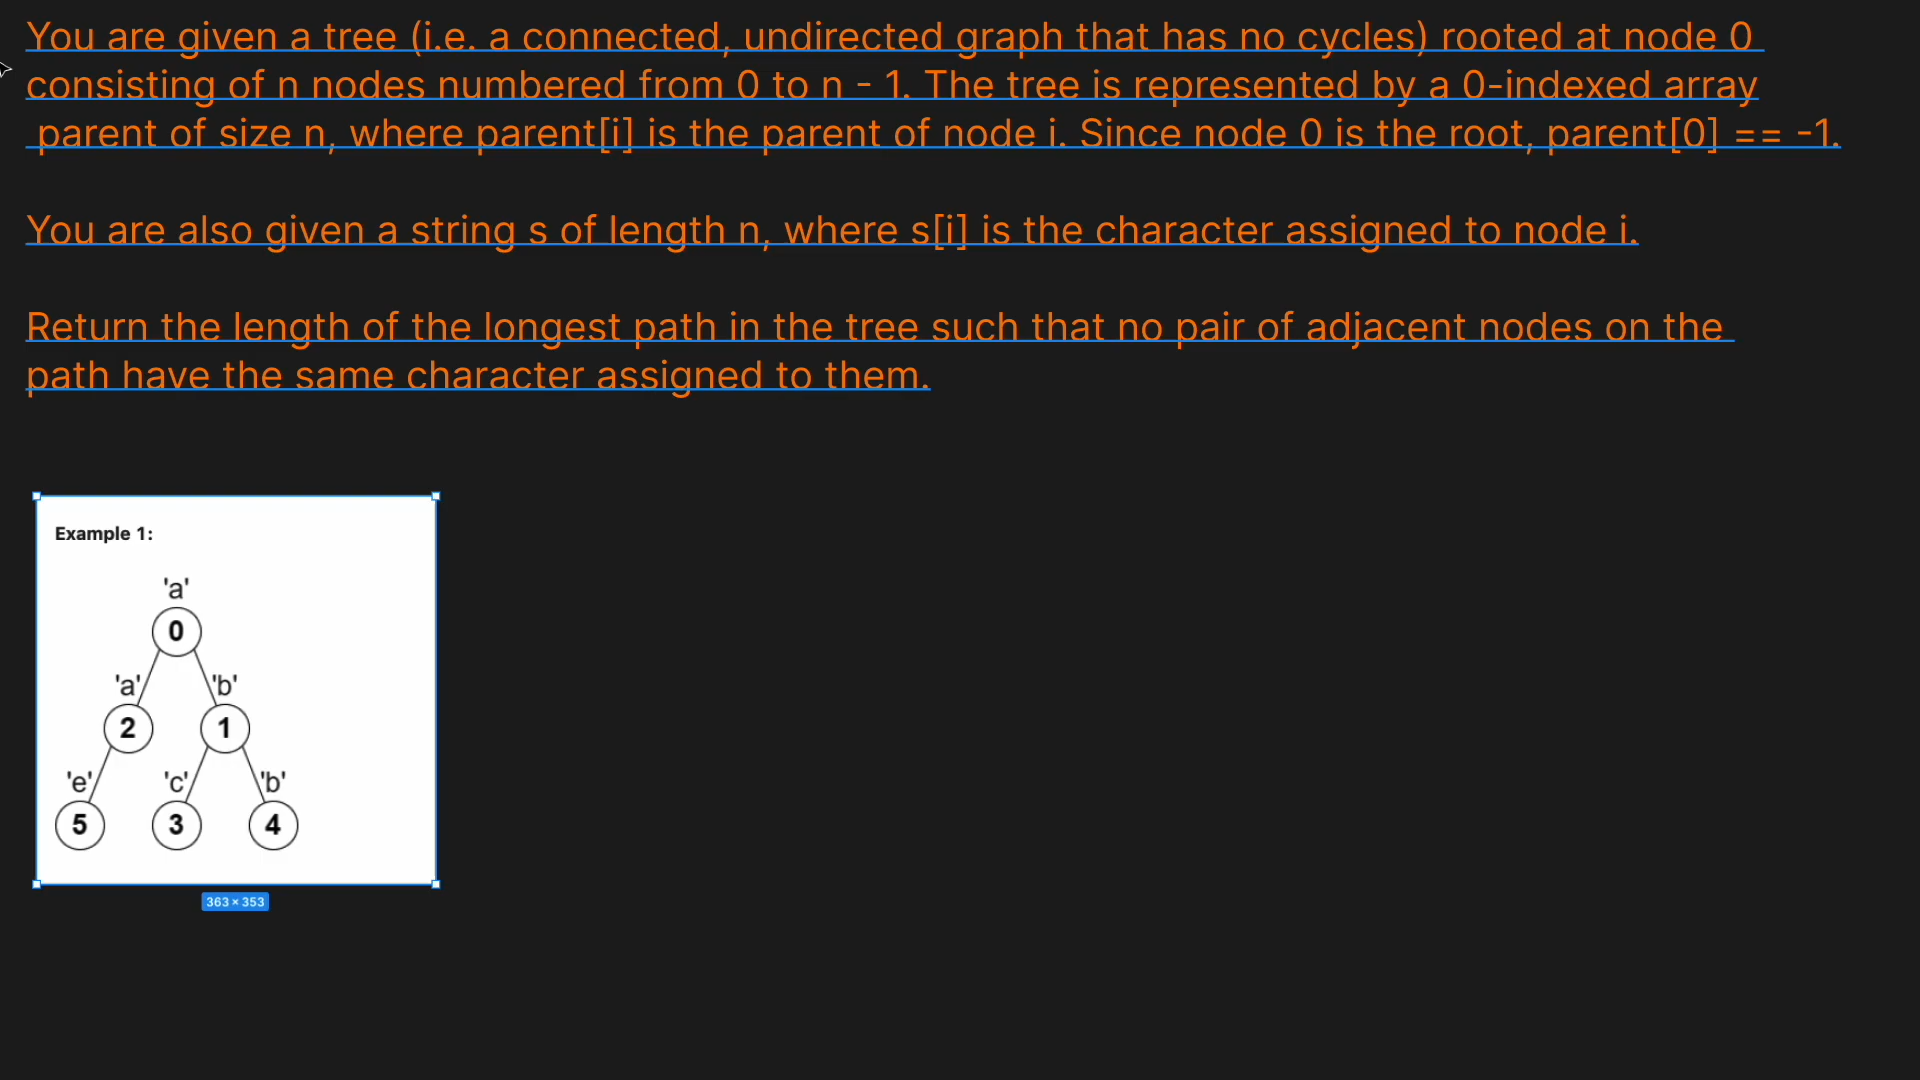 You are given a tree (i.e. a connected, undirected graph that has no cycles) rooted at node 0
consisting of n nodes numbered from 0 to n - 1. The tree is represented by a 0-indexed array
parent of size n, where parent[i] is the parent of node i. Since node 0 is the root, parent[0] == -1.
You are also given a string s of length n, where s[i] is the character assigned to node i.
Return the length of the longest path in the tree such that no pair of adjacent nodes on the
path have the same character assigned to them.
Example 1:
'a'
0
'a' 'b'
2 1
'e' 'c' 'b'
5 3 4
363 × 353